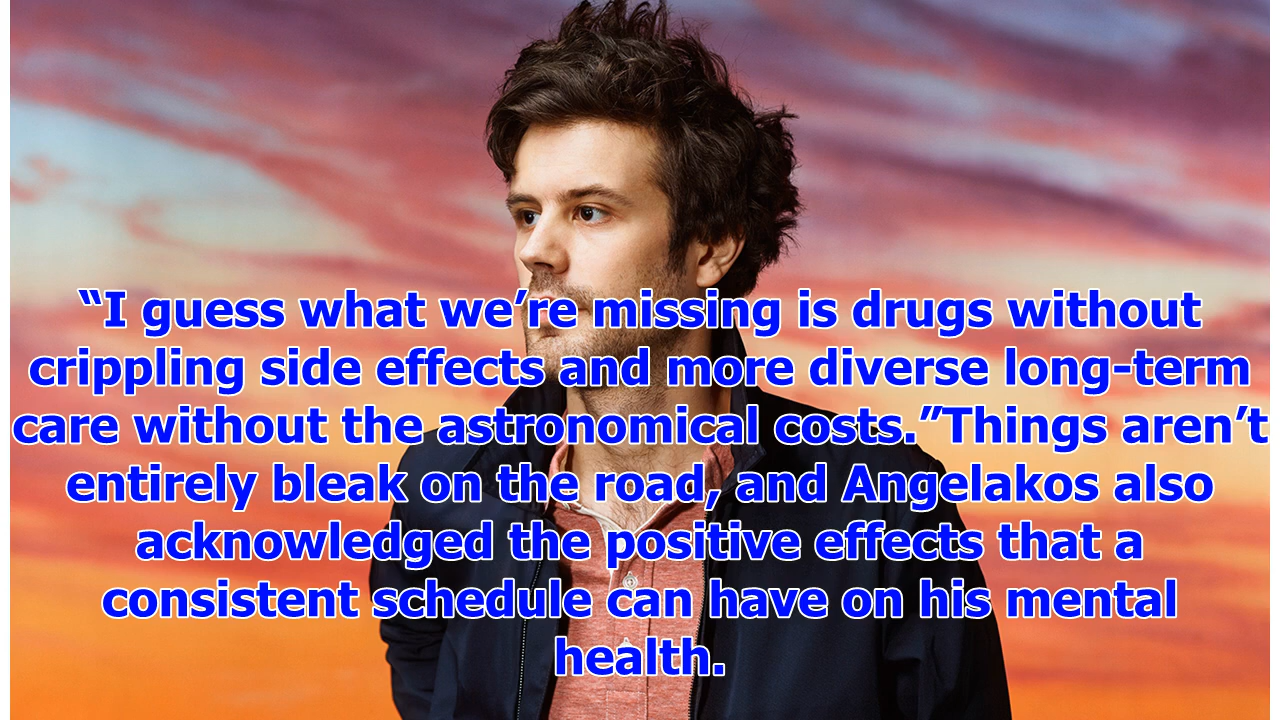 “I guess what we’re missing is drugs without
crippling side effects and more diverse long-term
care without the astronomical costs.”Things aren’t
entirely bleak on the road, and Angelakos also
acknowledged the positive effects that a
consistent schedule can have on his mental
health.